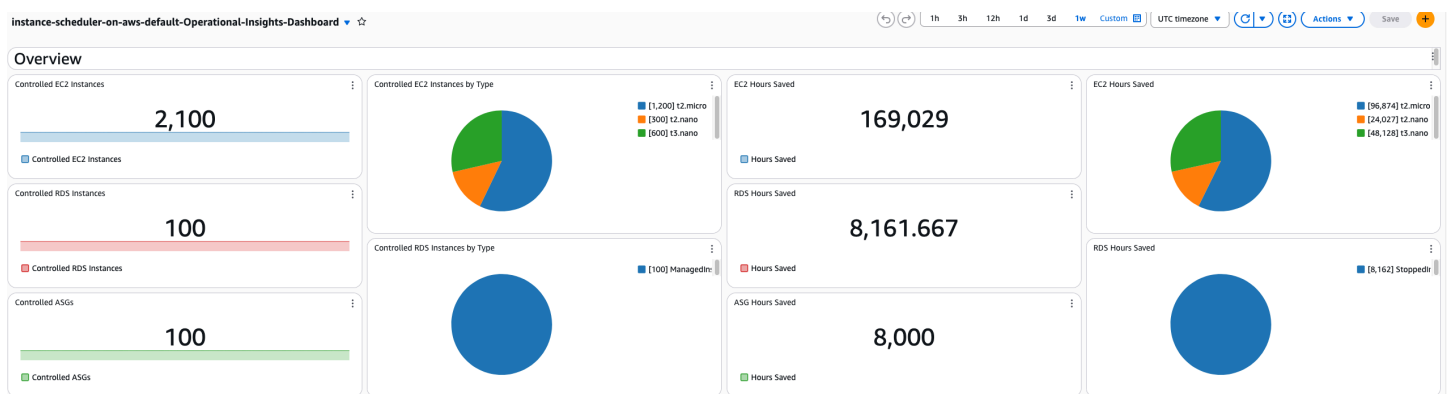 instance-scheduler-on-aws-default-Operational-Insights-Dashboard
1h 3h 12h 1d 3d 1w Custom UTC timezone Actions Save +
Overview
Controlled EC2 Instances
2,100
Controlled EC2 Instances
Controlled EC2 Instances by Type
[1,200] t2.micro
[300] t2.nano
[600] t3.nano
EC2 Hours Saved
169,029
Hours Saved
EC2 Hours Saved
[96,874] t2.micro
[24,027] t2.nano
[48,128] t3.nano
Controlled RDS Instances
100
Controlled RDS Instances
RDS Hours Saved
8,161.667
Hours Saved
Controlled RDS Instances by Type
[100] ManagedIn
RDS Hours Saved
[8,162] StoppedIr
Controlled ASGs
100
Controlled ASGs
ASG Hours Saved
8,000
Hours Saved